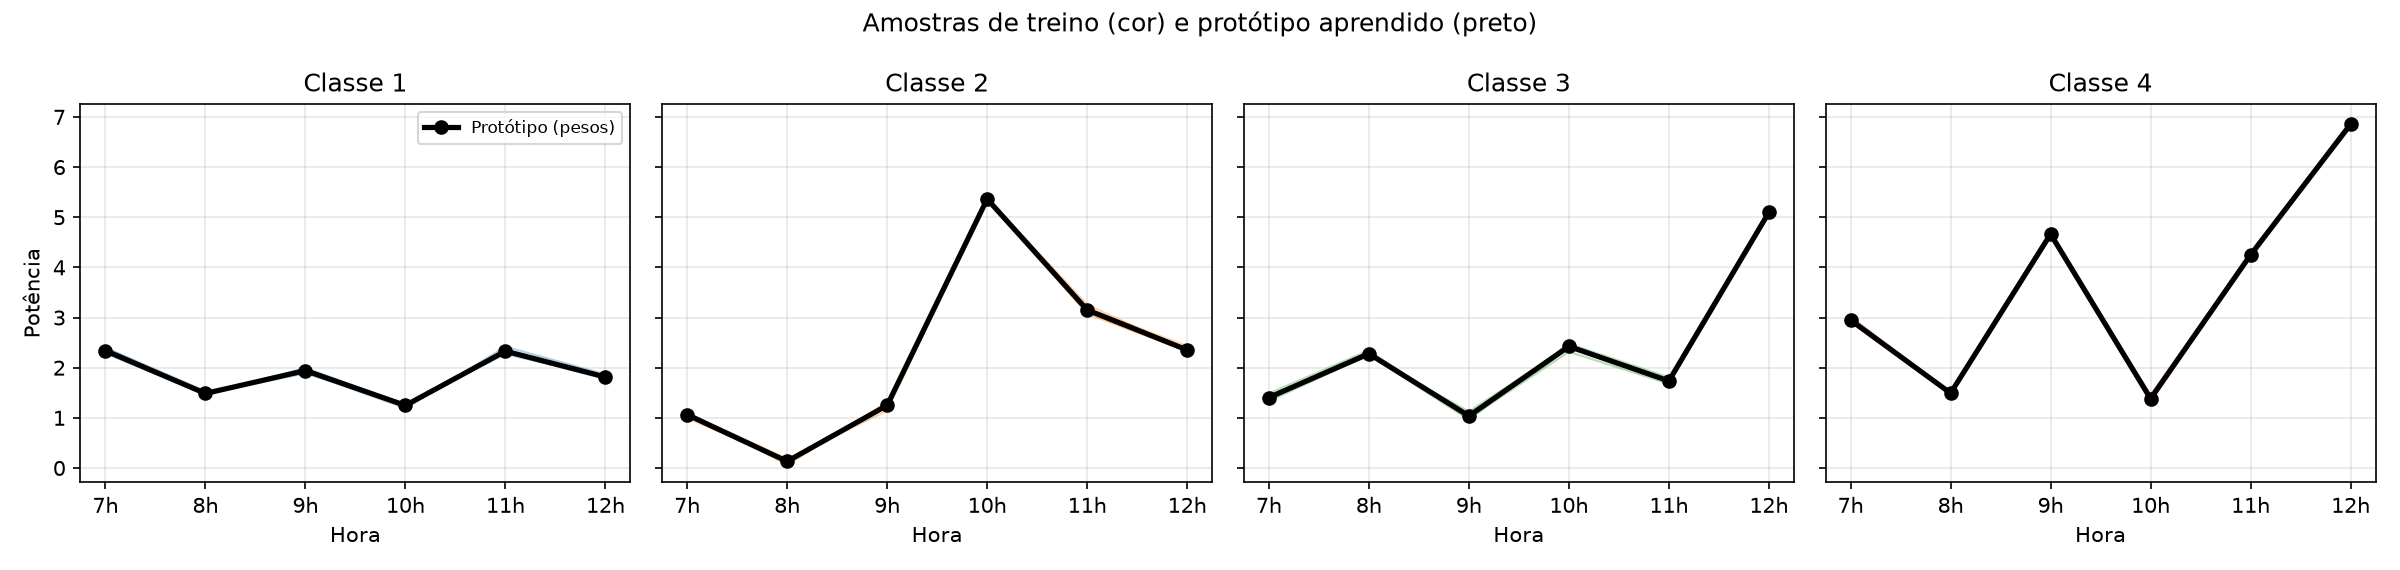 Amostras de treino (cor) e protótipo aprendido (preto)
Classe 1
Classe 2
Classe 3
Classe 4
Protótipo (pesos)
7
6
5
4
3
2
1
0
Potência
7h 8h 9h 10h 11h 12h
7h 8h 9h 10h 11h 12h
7h 8h 9h 10h 11h 12h
7h 8h 9h 10h 11h 12h
Hora
Hora
Hora
Hora